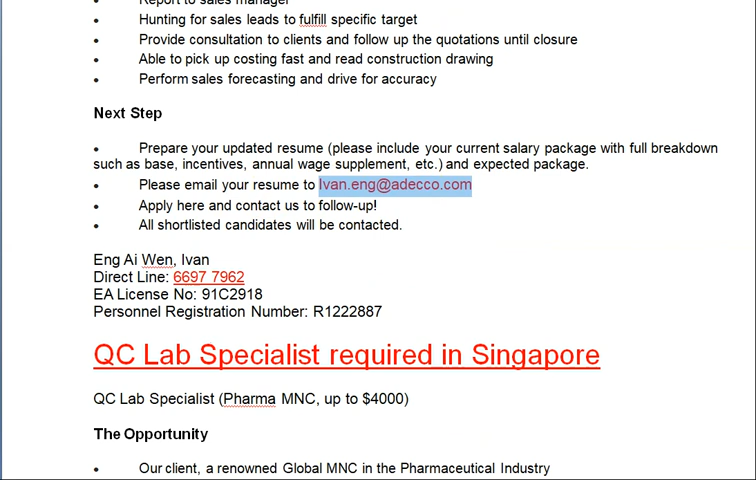 • Report to sales manager
• Hunting for sales leads to fulfill specific target
• Provide consultation to clients and follow up the quotations until closure
• Able to pick up costing fast and read construction drawing
• Perform sales forecasting and drive for accuracy
Next Step
• Prepare your updated resume (please include your current salary package with full breakdown
such as base, incentives, annual wage supplement, etc.) and expected package.
• Please email your resume to Ivan.eng@adecco.com
• Apply here and contact us to follow-up!
• All shortlisted candidates will be contacted.
Eng Ai Wen, Ivan
Direct Line: 6697 7962
EA License No: 91C2918
Personnel Registration Number: R1222887
QC Lab Specialist required in Singapore
QC Lab Specialist (Pharma MNC, up to $4000)
The Opportunity
• Our client, a renowned Global MNC in the Pharmaceutical Industry